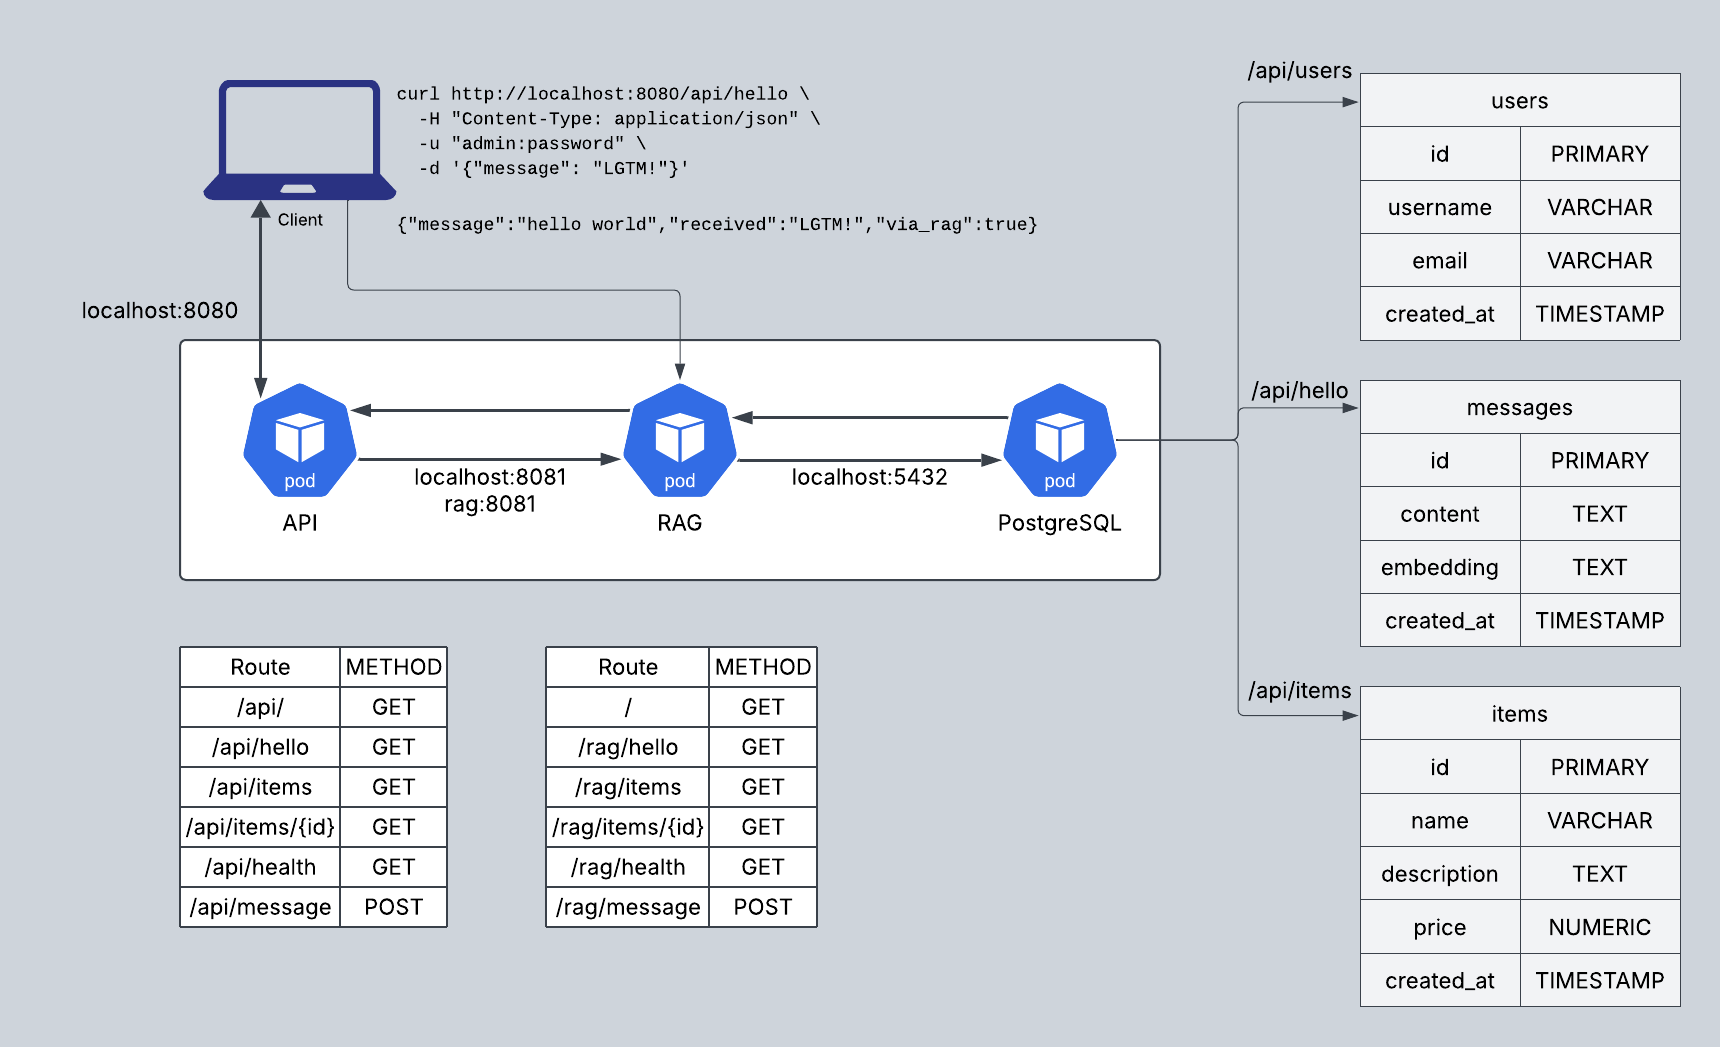 curl http://localhost:8080/api/hello \
-H "Content-Type: application/json" \
-u "admin:password" \
-d '{"message": "LGTM!"}'
Client
{"message":"hello world","received":"LGTM!","via_rag":true}
localhost:8080
pod
API
localhost:8081
rag:8081
pod
RAG
localhost:5432
pod
PostgreSQL
/api/users
users
id PRIMARY
username VARCHAR
email VARCHAR
created_at TIMESTAMP
/api/hello
messages
id PRIMARY
content TEXT
embedding TEXT
created_at TIMESTAMP
/api/items
items
id PRIMARY
name VARCHAR
description TEXT
price NUMERIC
created_at TIMESTAMP
Route METHOD
/api/ GET
/api/hello GET
/api/items GET
/api/items/{id} GET
/api/health GET
/api/message POST
Route METHOD
/ GET
/rag/hello GET
/rag/items GET
/rag/items/{id} GET
/rag/health GET
/rag/message POST